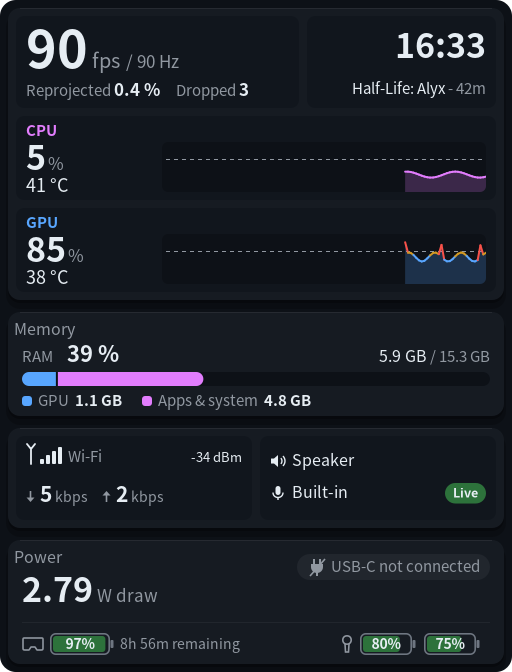 90 fps / 90 Hz
Reprojected 0.4 % Dropped 3
16:33
Half-Life: Alyx - 42m
CPU
5 %
41 °C
GPU
85 %
38 °C
Memory
RAM 39 % 5.9 GB / 15.3 GB
GPU 1.1 GB Apps & system 4.8 GB
Wi-Fi -34 dBm
5 kbps 2 kbps
Speaker
Built-in Live
Power
USB-C not connected
2.79 W draw
97% 8h 56m remaining 80% 75%